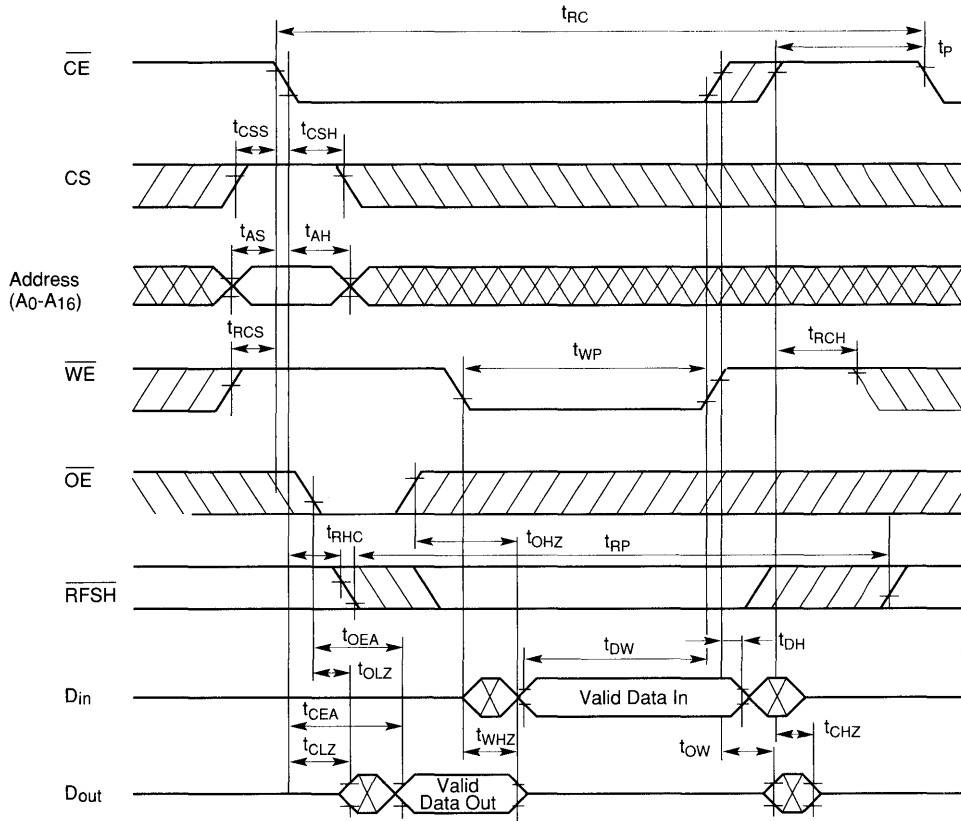 tRC
CE
tP
tCSS tCSH
CS
tAS tAH
Address
(A0-A16)
tRCS tWP tRCH
WE
OE
tRHC tOHZ tRP
RFSH
tOEA tDW tDH
tOLZ
Din Valid Data In
tCEA
tCLZ tWHZ tOW tCHZ
Dout Valid
Data Out